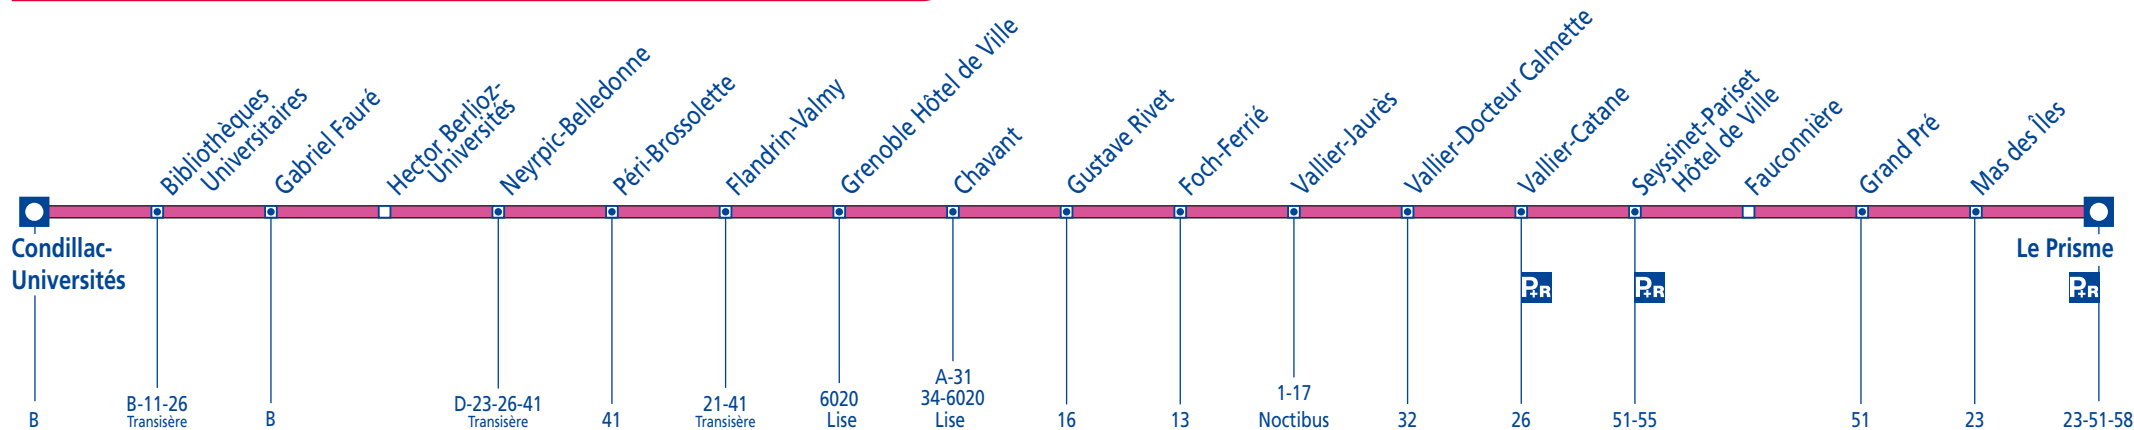 Bibliothèques
Universitaires
Gabriel Fauré
Hector Berlioz-
Universités
Neyrpic-Belledonne
Péri-Brossolette
Flandrin-Valmy
Grenoble Hôtel de Ville
Chavant
Gustave Rivet
Foch-Ferrié
Vallier-Jaurès
Vallier-Docteur Calmette
Vallier-Catane
Seyssinet-Pariset
Hôtel de Ville
Fauconnière
Grand Pré
Mas des Îles
Condillac-
Universités
Le Prisme
P+R
P+R
P+R
B
B-11-26
Transisère
B
D-23-26-41
Transisère
41
21-41
Transisère
6020
Lise
A-31
34-6020
Lise
16
13
1-17
Noctibus
32
26
51-55
51
23
23-51-58